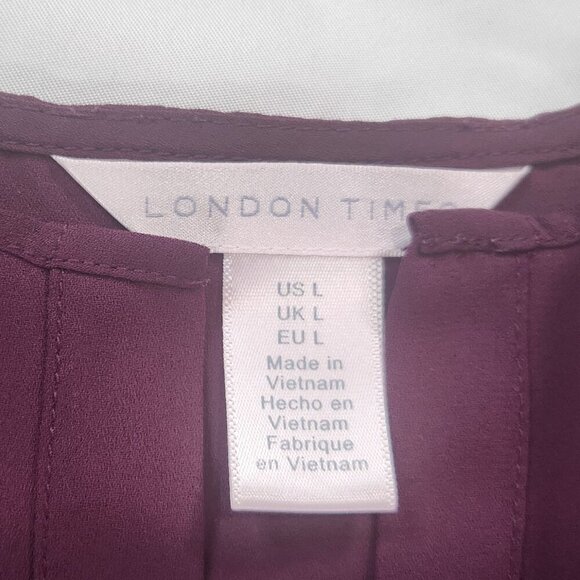 LONDON TIMES
US L
UK L
EU L
Made in
Vietnam
Hecho en
Vietnam
Fabrique
en Vietnam